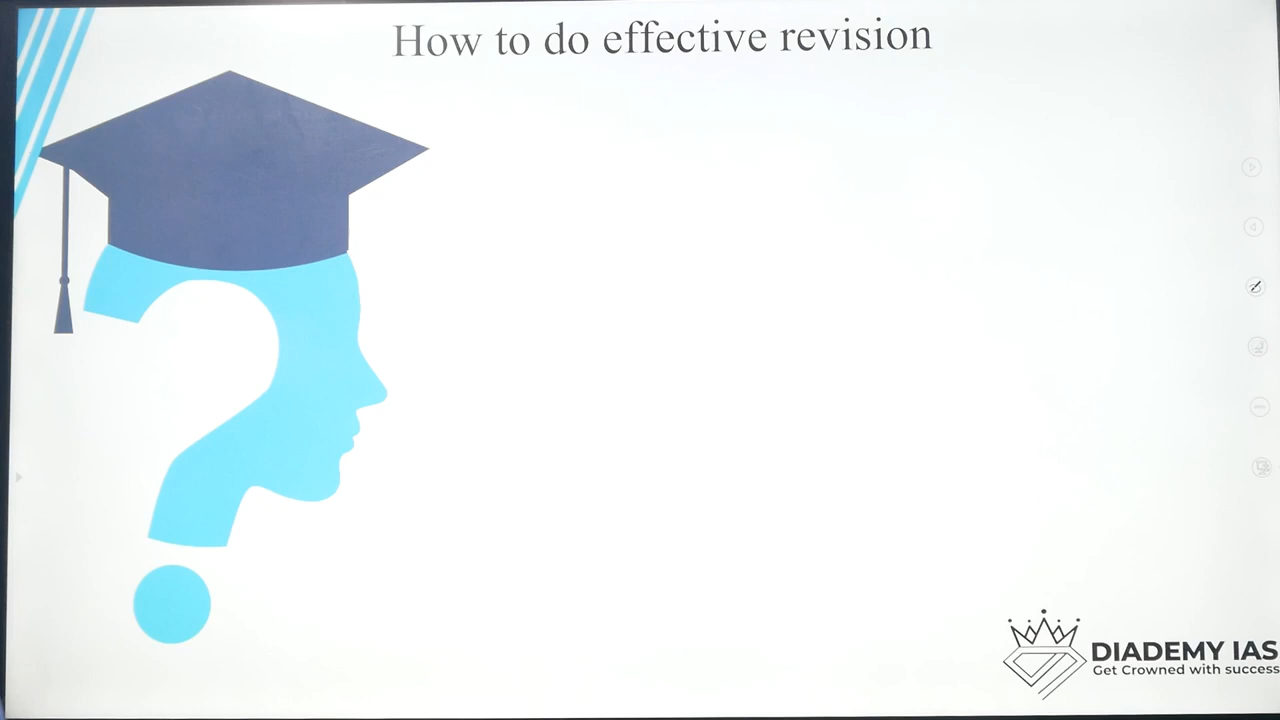 How to do effective revision
DIADEMY IAS
Get Crowned with success